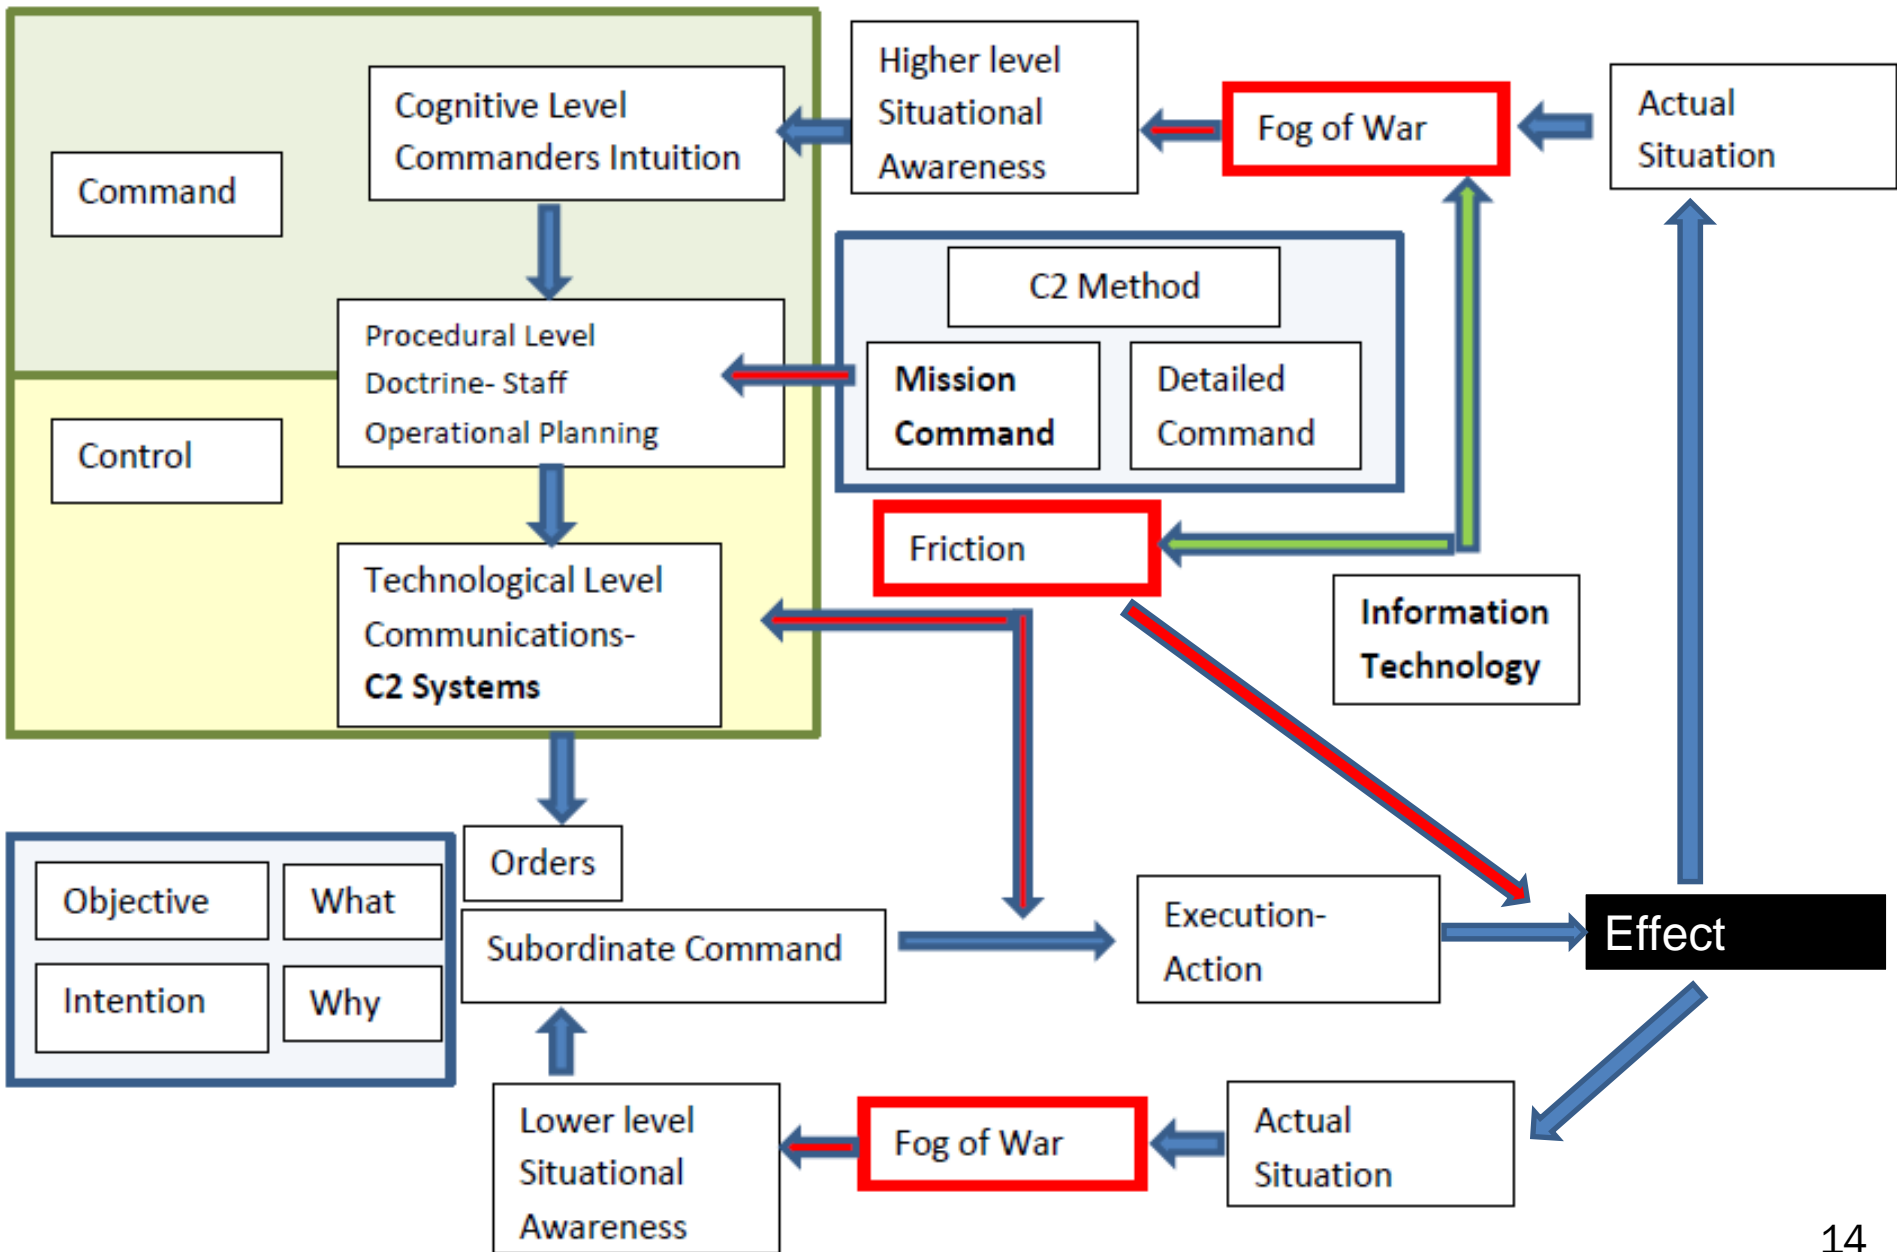 Command
Cognitive Level
Commanders Intuition
Higher level
Situational
Awareness
Fog of War
Actual
Situation
C2 Method
Mission
Command
Detailed
Command
Procedural Level
Doctrine- Staff
Operational Planning
Control
Technological Level
Communications-
C2 Systems
Friction
Information
Technology
Orders
Objective
What
Intention
Why
Subordinate Command
Execution-
Action
Effect
Lower level
Situational
Awareness
Fog of War
Actual
Situation
14